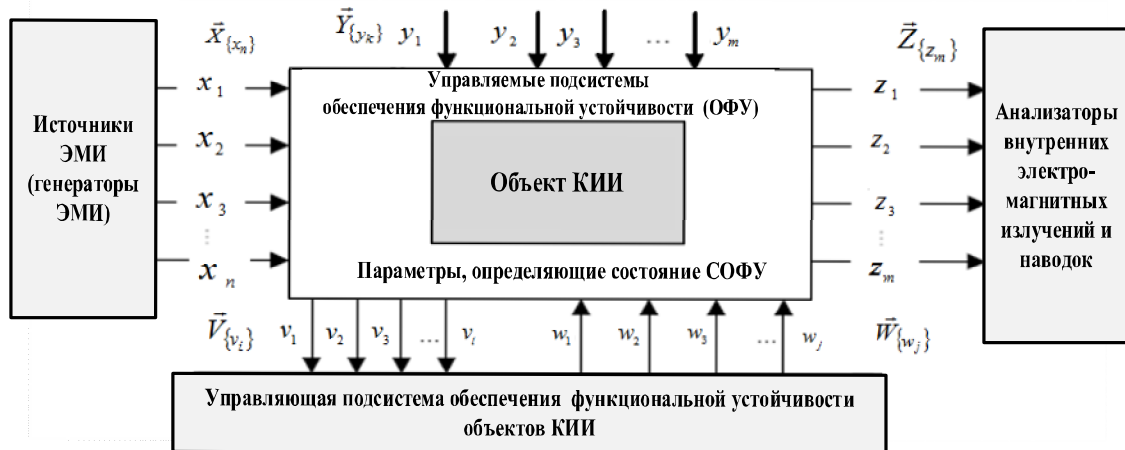 X⃗{xₙ}
Y⃗{yₖ} y₁ y₂ y₃ … yₘ
Z⃗{zₘ}
Источники
ЭМИ
(генераторы
ЭМИ)
x₁
x₂
x₃
⋮
xₙ
Управляемые подсистемы
обеспечения функциональной устойчивости (ОФУ)
Объект КИИ
Параметры, определяющие состояние СОФУ
z₁
z₂
z₃
⋮
zₘ
Анализаторы
внутренних
электро-
магнитных
излучений и
наводок
V⃗{vᵢ} v₁ v₂ v₃ … vᵢ
w₁ w₂ w₃ … wⱼ W⃗{wⱼ}
Управляющая подсистема обеспечения функциональной устойчивости
объектов КИИ